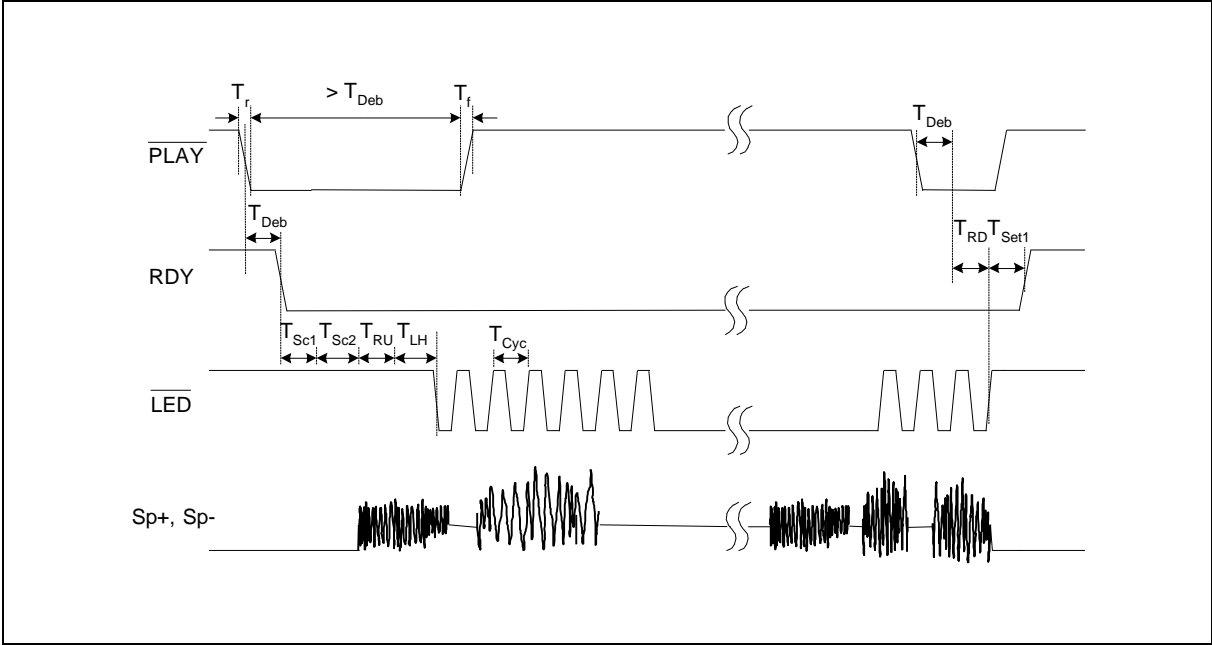 Tr
> TDeb
Tf
TDeb
PLAY
TDeb
TRD TSet1
RDY
TSc1 TSc2 TRU TLH
TCyc
LED
Sp+, Sp-